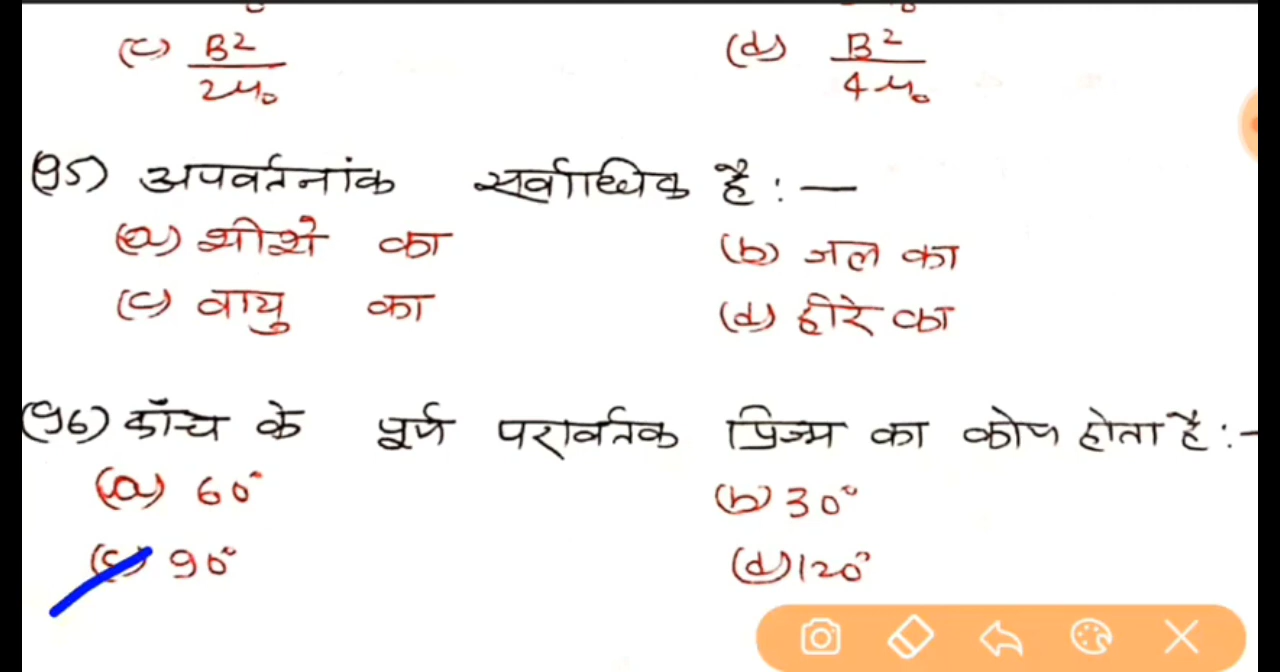 (c) B²/2μ₀ (d) B²/4μ₀
(95) अपवर्तनांक सर्वाधिक है :—
(a) शीशे का (b) जल का
(c) वायु का (d) हीरे का
(96) काँच के पूर्ण परावर्तक प्रिज्म का कोण होता है :-
(a) 60° (b) 30°
(c) 90° (d) 120°